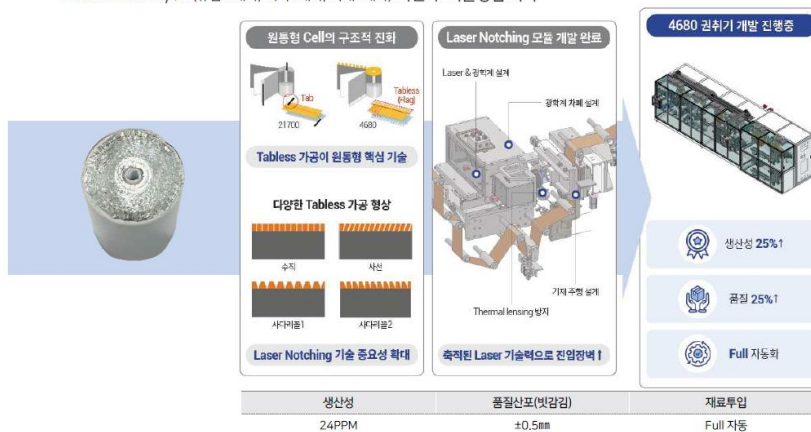 원통형 Cell의 구조적 진화
Tab
Tabless
(Flag)
21700
4680
Tabless 가공이 원통형 핵심 기술
다양한 Tabless 가공 형상
수직
사선
사다리꼴1
사다리꼴2
Laser Notching 기술 중요성 확대
Laser Notching 모듈 개발 완료
Laser & 광학계 설계
광학계 차폐 설계
기재 주행 설계
Thermal lensing 방지
축적된 Laser 기술력으로 진입장벽 ↑
4680 권취기 개발 진행중
생산성 25%↑
품질 25%↑
Full 자동화
생산성 품질산포(빗감김) 재료투입
24PPM ±0.5㎜ Full 자동